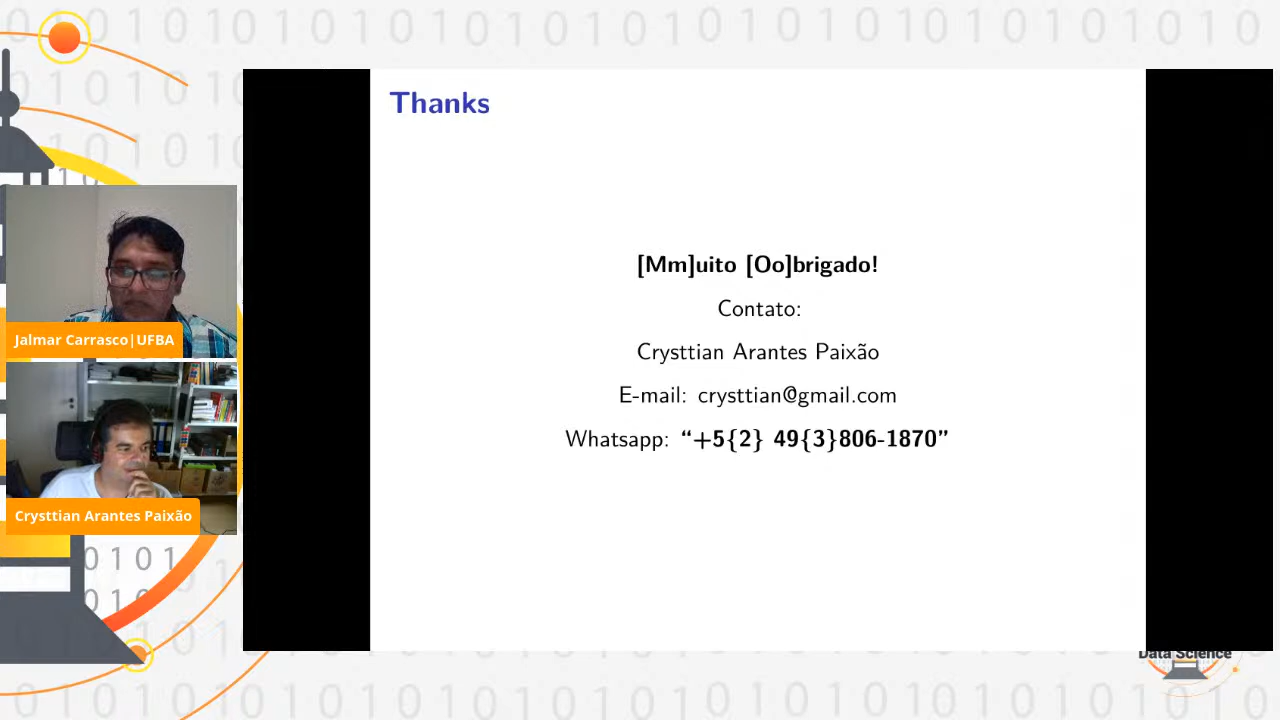 Thanks
[Mm]uito [Oo]brigado!
Contato:
Crysttian Arantes Paixão
E-mail: crysttian@gmail.com
Whatsapp: “+5{2} 49{3}806-1870”
Jalmar Carrasco|UFBA
Crysttian Arantes Paixão
Data Science